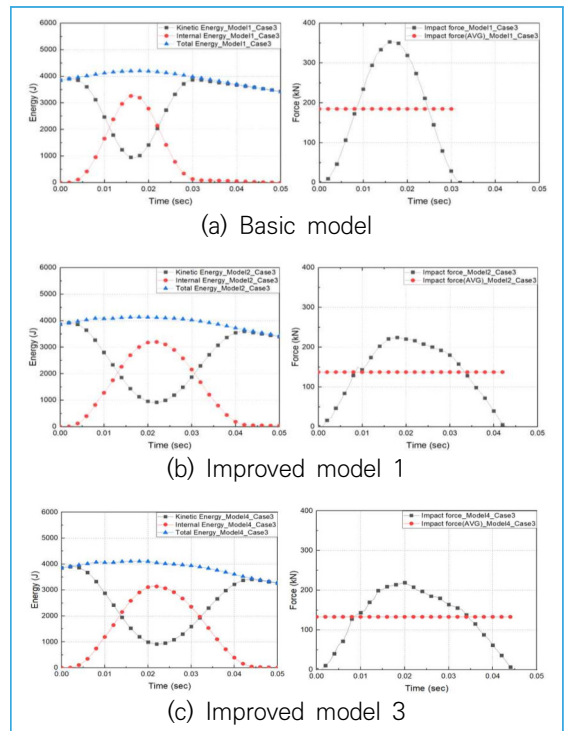 Kinetic Energy_Model1_Case3
Internal Energy_Model1_Case3
Total Energy_Model1_Case3
6000
5000
4000
3000
2000
1000
0
Energy (J)
0.00 0.01 0.02 0.03 0.04 0.05
Time (sec)
Impact force_Model1_Case3
Impact force(AVG)_Model1_Case3
400
300
200
100
0
Force (kN)
0.00 0.01 0.02 0.03 0.04 0.05
Time (sec)
(a) Basic model
Kinetic Energy_Model2_Case3
Internal Energy_Model2_Case3
Total Energy_Model2_Case3
6000
5000
4000
3000
2000
1000
0
Energy (J)
0.00 0.01 0.02 0.03 0.04 0.05
Time (sec)
Impact force_Model2_Case3
Impact force(AVG)_Model2_Case3
400
300
200
100
0
Force (kN)
0.00 0.01 0.02 0.03 0.04 0.05
Time (sec)
(b) Improved model 1
Kinetic Energy_Model4_Case3
Internal Energy_Model4_Case3
Total Energy_Model4_Case3
6000
5000
4000
3000
2000
1000
0
Energy (J)
0.00 0.01 0.02 0.03 0.04 0.05
Time (sec)
Impact force_Model4_Case3
Impact force(AVG)_Model4_Case3
400
300
200
100
0
Force (kN)
0.00 0.01 0.02 0.03 0.04 0.05
Time (sec)
(c) Improved model 3